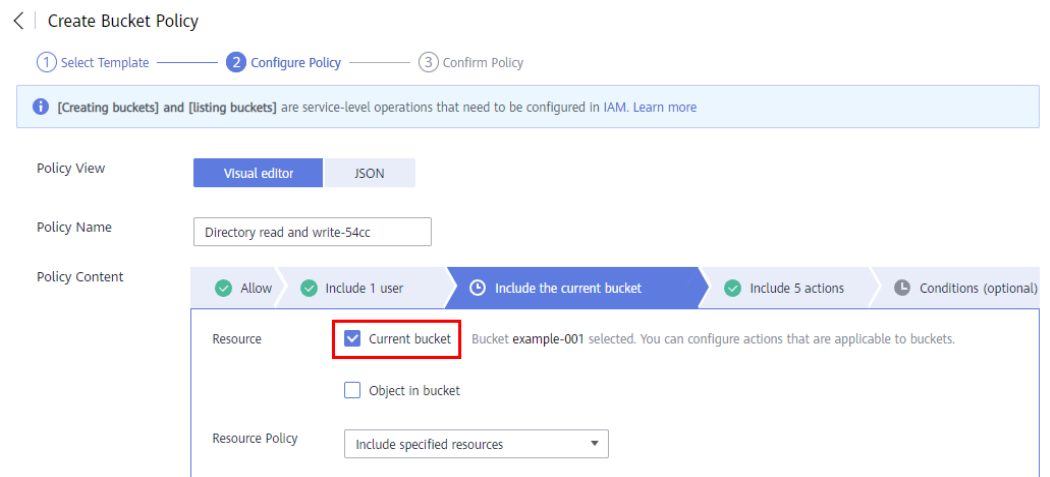 Create Bucket Policy
1 Select Template 2 Configure Policy 3 Confirm Policy
[Creating buckets] and [listing buckets] are service-level operations that need to be configured in IAM. Learn more
Policy View Visual editor JSON
Policy Name Directory read and write-54cc
Policy Content Allow Include 1 user Include the current bucket Include 5 actions Conditions (optional)
Resource Current bucket Bucket example-001 selected. You can configure actions that are applicable to buckets.
Object in bucket
Resource Policy Include specified resources